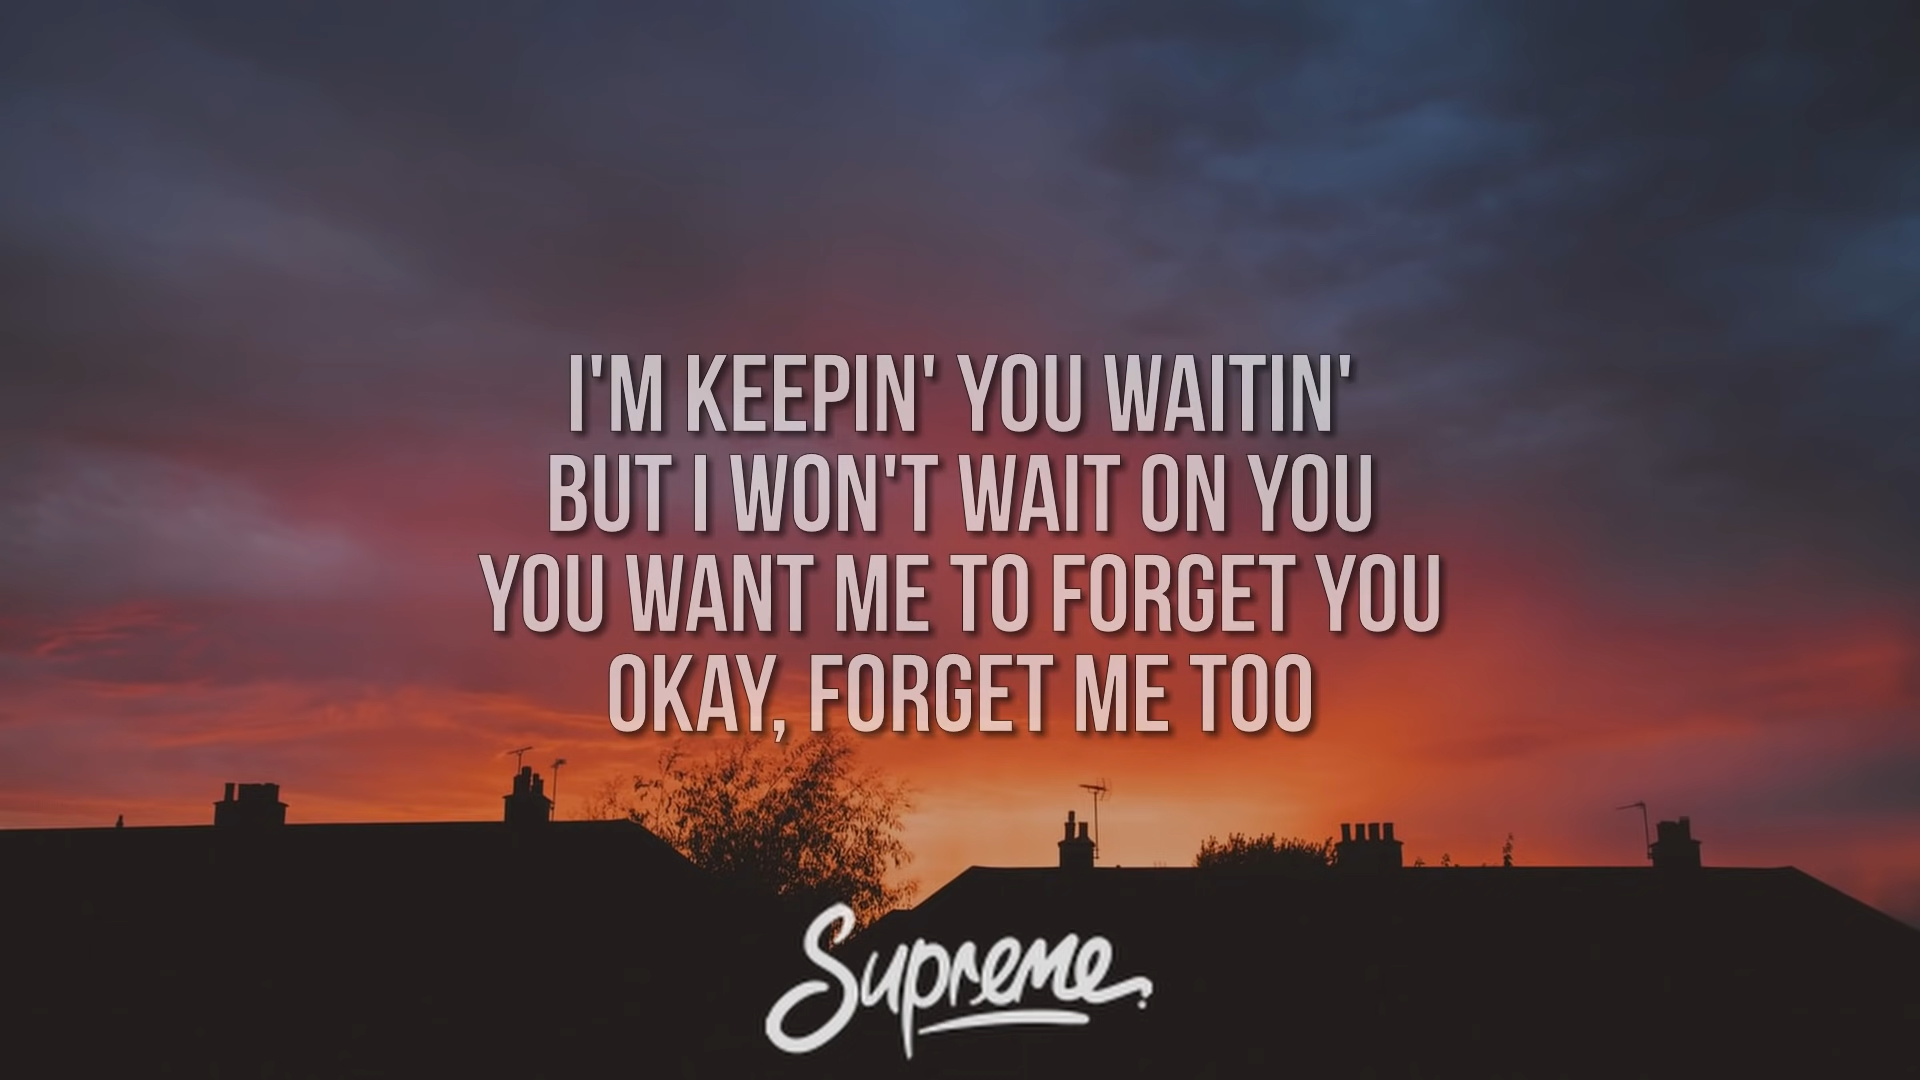 I'M KEEPIN' YOU WAITIN'
BUT I WON'T WAIT ON YOU
YOU WANT ME TO FORGET YOU
OKAY, FORGET ME TOO
Supreme.